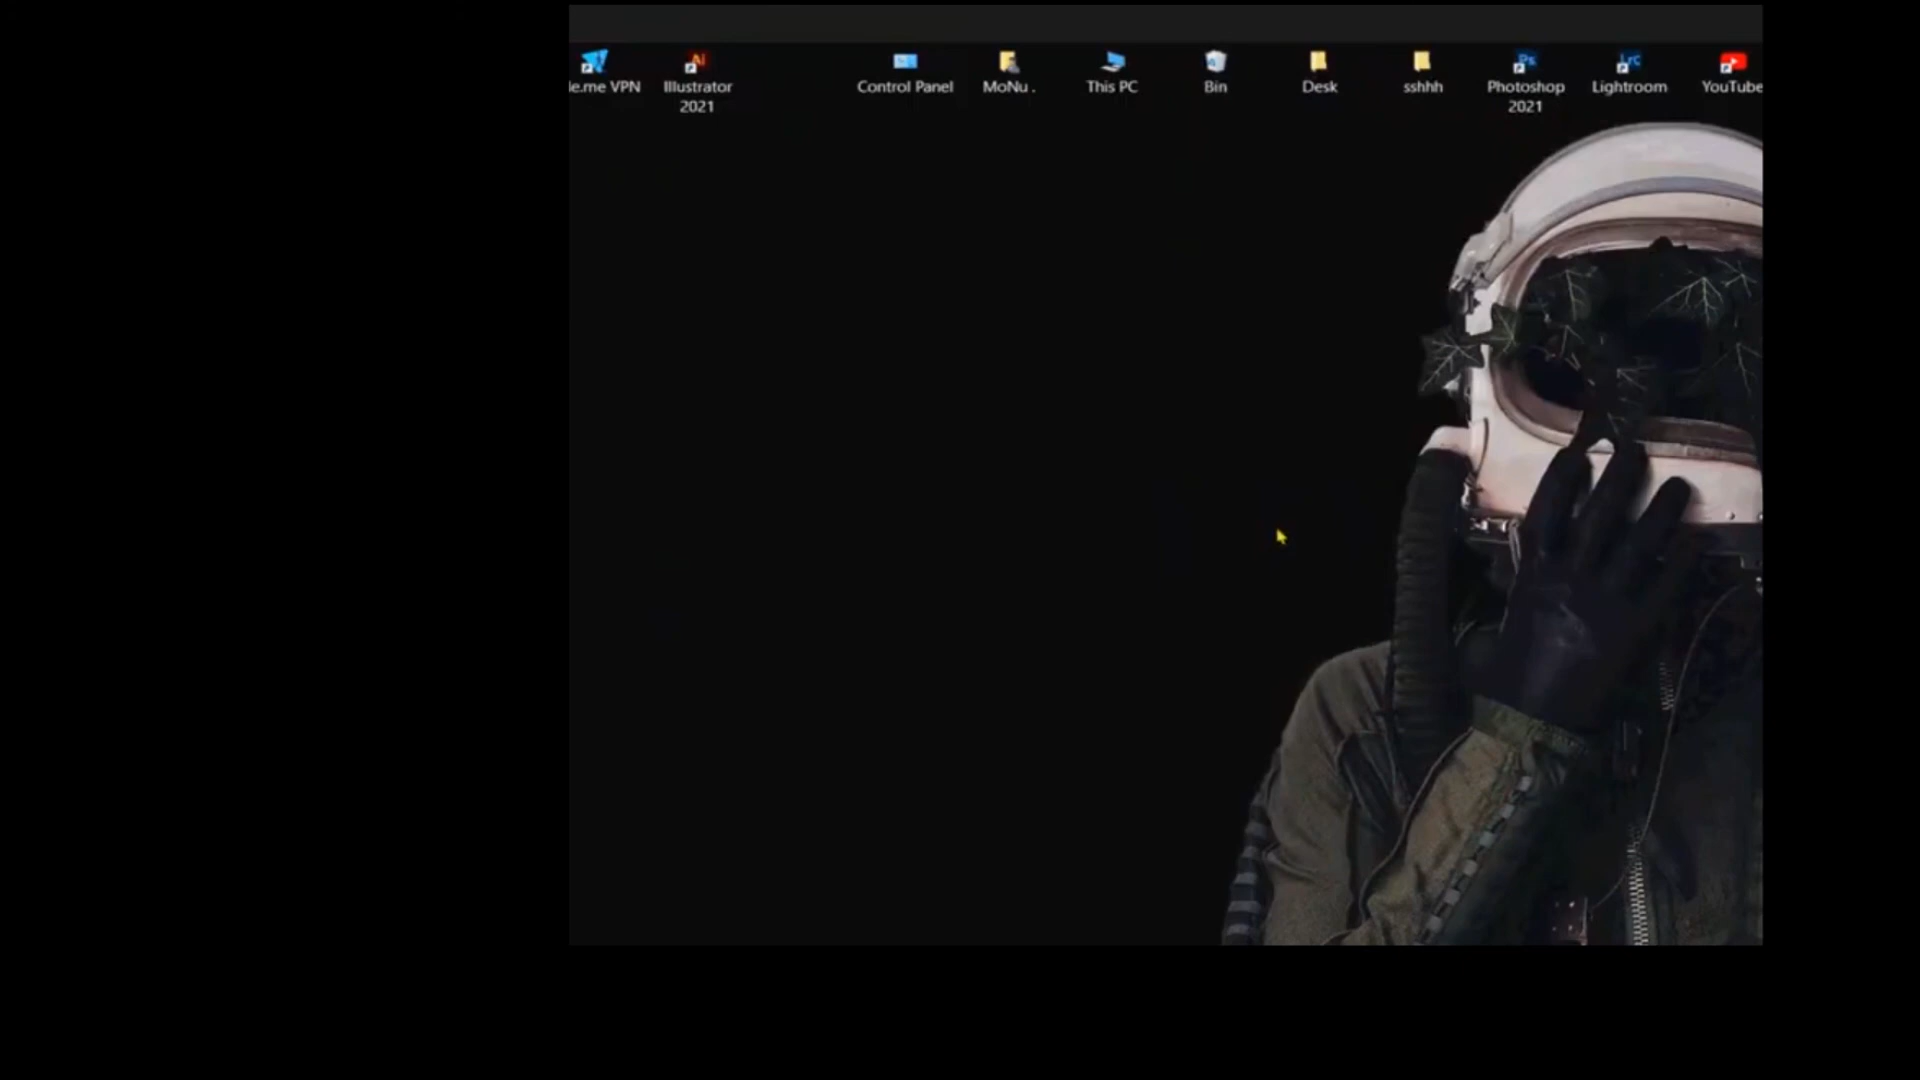 le.me VPN
Illustrator
2021
Control Panel
MoNu .
This PC
Bin
Desk
sshhh
Photoshop
2021
Lightroom
YouTube